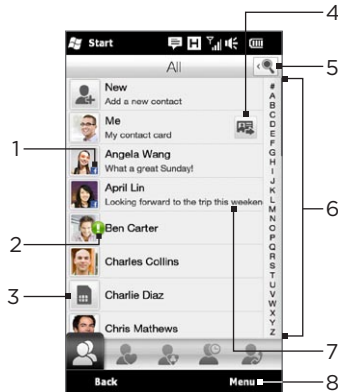 4
Start
H
All
5
New
Add a new contact
Me
My contact card
1
Angela Wang
What a great Sunday!
April Lin
Looking forward to the trip this weeken
2
Ben Carter
Charles Collins
3
Charlie Diaz
Chris Mathews
#
A
B
C
D
E
F
G
H
I
J
K
L
M
N
O
P
Q
R
S
T
U
V
W
X
Y
Z
6
7
Back
Menu
8